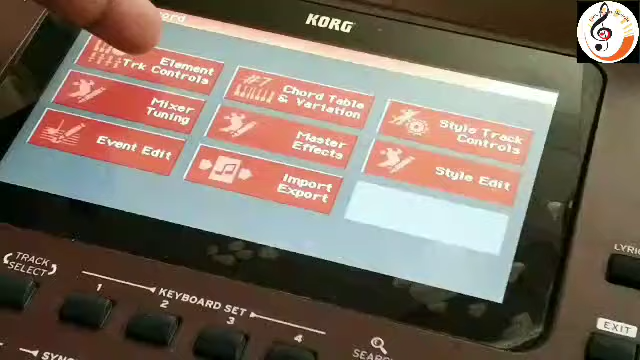 KORG
Element
Trk Controls
Mixer
Tuning
Event Edit
#7
Chord Table
& Variation
Master
Effects
Import
Export
Style Track
Controls
Style Edit
TRACK
SELECT
1
2
3
4
KEYBOARD SET
EXIT